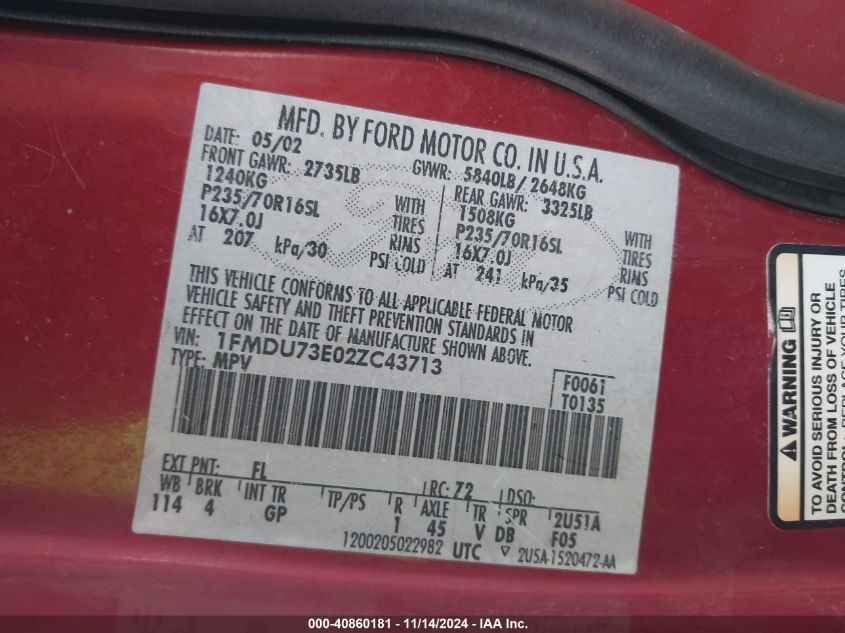 MFD. BY FORD MOTOR CO. IN U.S.A.
DATE: 05/02 GVWR: 5840LB/ 2648KG
FRONT GAWR: 2735LB REAR GAWR: 3325LB
1240KG WITH 1508KG WITH
P235/70R16SL TIRES P235/70R16SL TIRES
16X7.0J RIMS 16X7.0J RIMS
AT 207 kPa/30 PSI COLD AT 241 kPa/35 PSI COLD
THIS VEHICLE CONFORMS TO ALL APPLICABLE FEDERAL MOTOR
VEHICLE SAFETY AND THEFT PREVENTION STANDARDS IN
EFFECT ON THE DATE OF MANUFACTURE SHOWN ABOVE.
VIN: 1FMDU73E02ZC43713
TYPE: MPV
F0061
T0135
EXT PNT: FL RC: 72 DSO:
WB BRK INT TR TP/PS R AXLE TR SPR 2U51A
114 4 GP 1 45 V DB F05
1200205022982 UTC ▽ 2U5A-1520472-AA
WARNING
TO AVOID SERIOUS INJURY OR
DEATH FROM LOSS OF VEHICLE
000-40860181 - 11/14/2024 - IAA Inc.